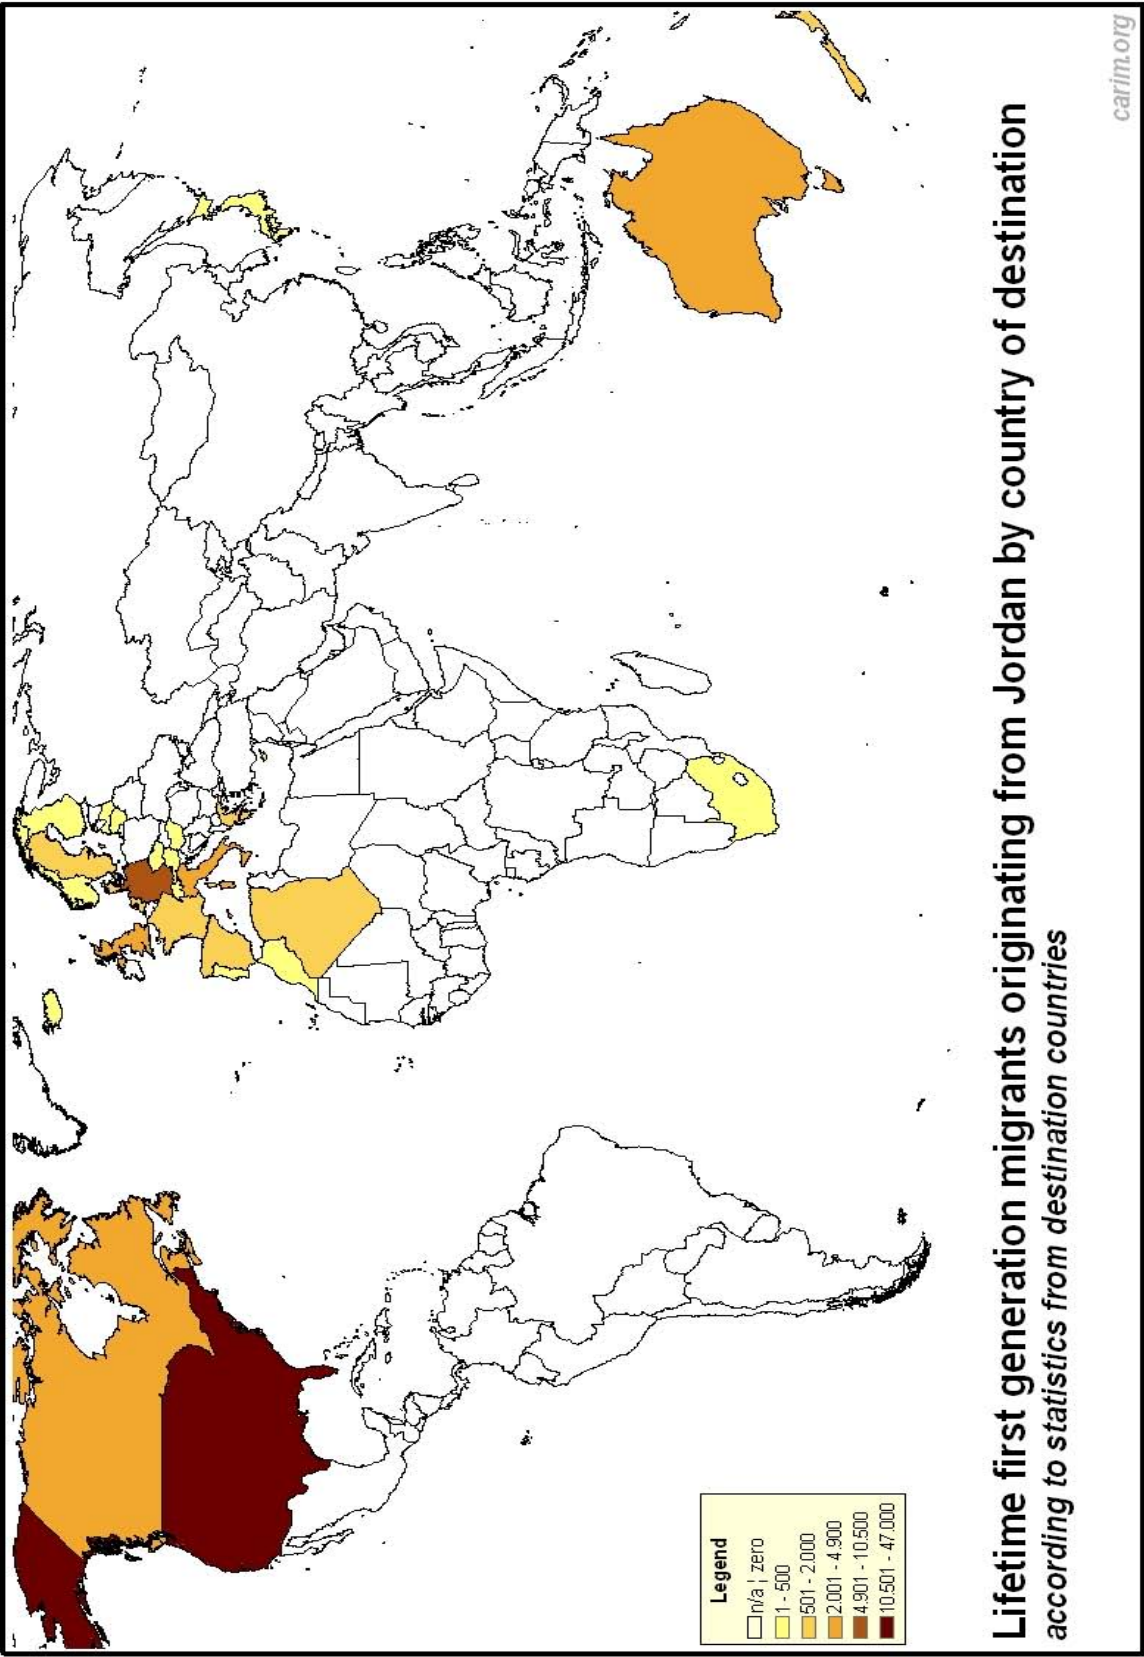 Legend
n/a ¦ zero
1 - 500
501 - 2.000
2.001 - 4.900
4.901 - 10.500
10.501 - 47.000
Lifetime first generation migrants originating from Jordan by country of destination
according to statistics from destination countries
carim.org